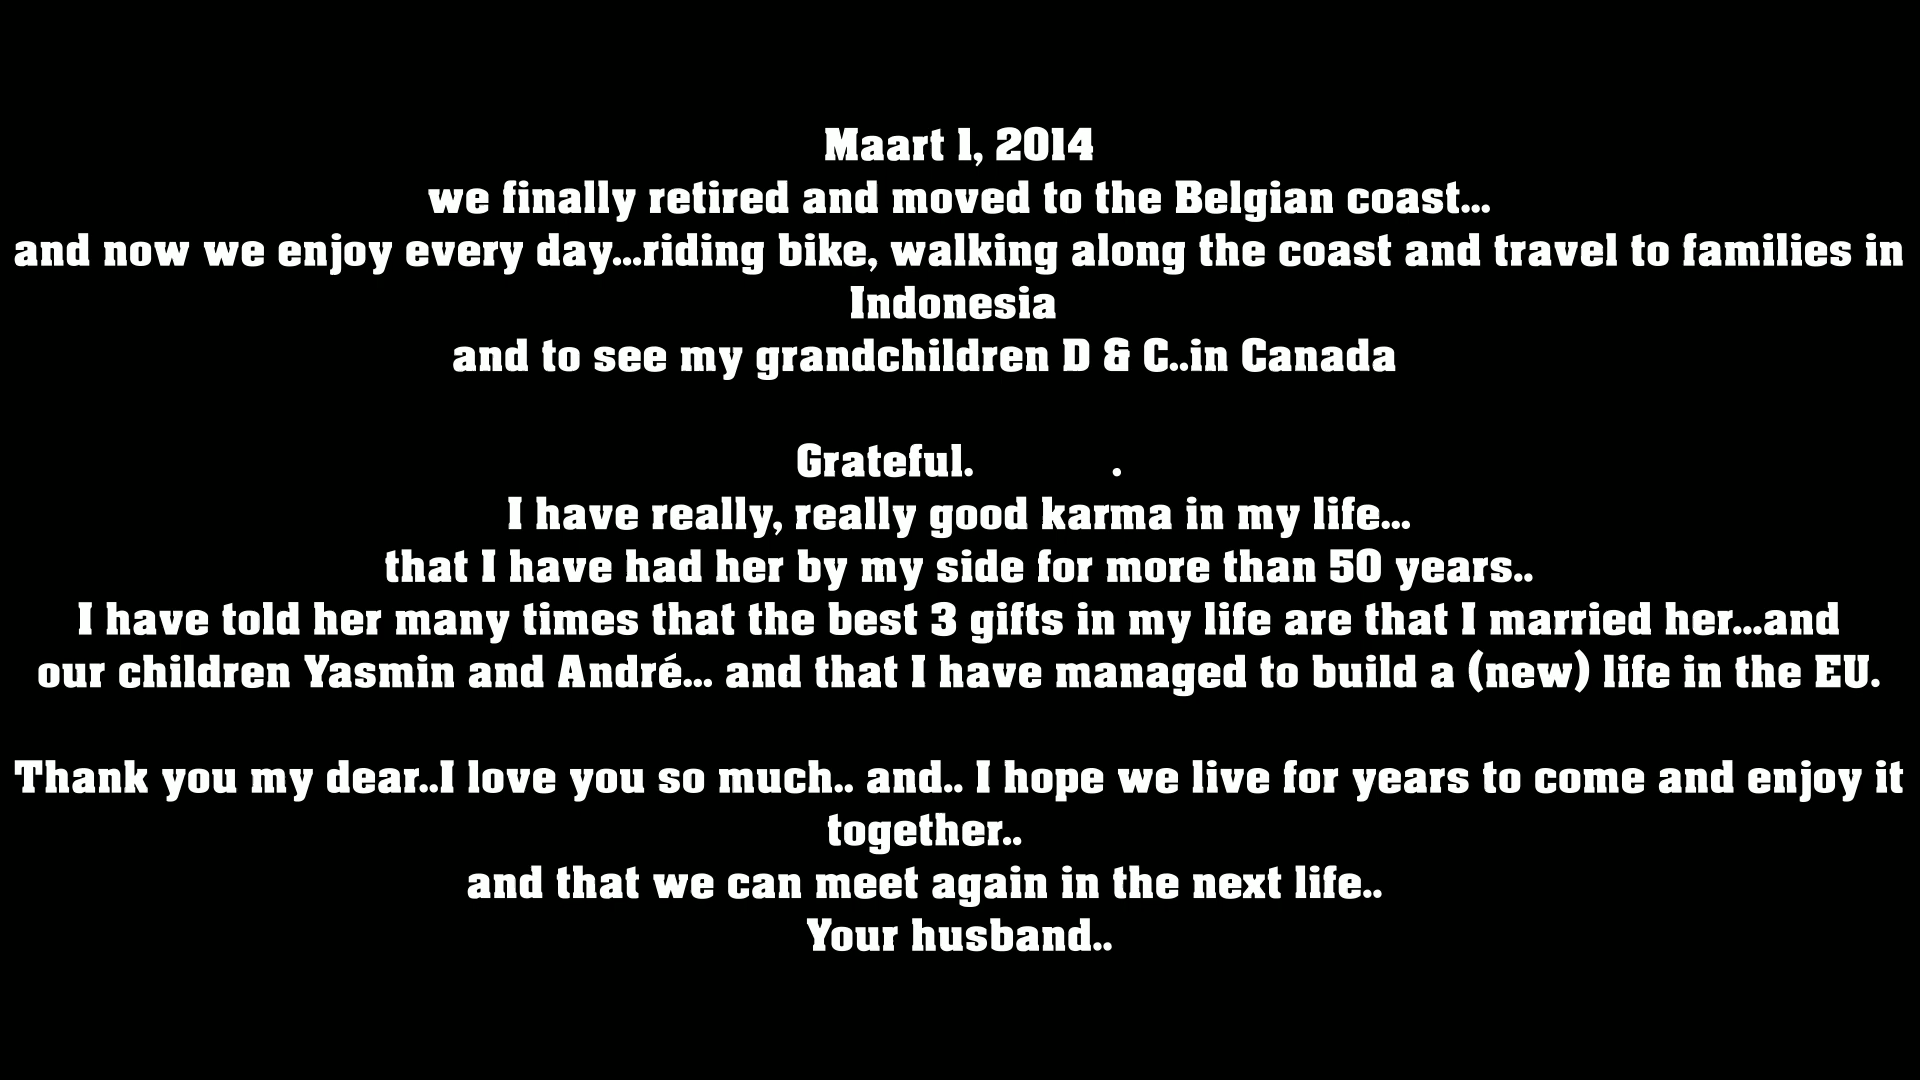 Maart 1, 2014
we finally retired and moved to the Belgian coast...
and now we enjoy every day...riding bike, walking along the coast and travel to families in
Indonesia
and to see my grandchildren D & C..in Canada
Grateful. .
I have really, really good karma in my life...
that I have had her by my side for more than 50 years..
I have told her many times that the best 3 gifts in my life are that I married her...and
our children Yasmin and André... and that I have managed to build a (new) life in the EU.
Thank you my dear..I love you so much.. and.. I hope we live for years to come and enjoy it
together..
and that we can meet again in the next life..
Your husband..